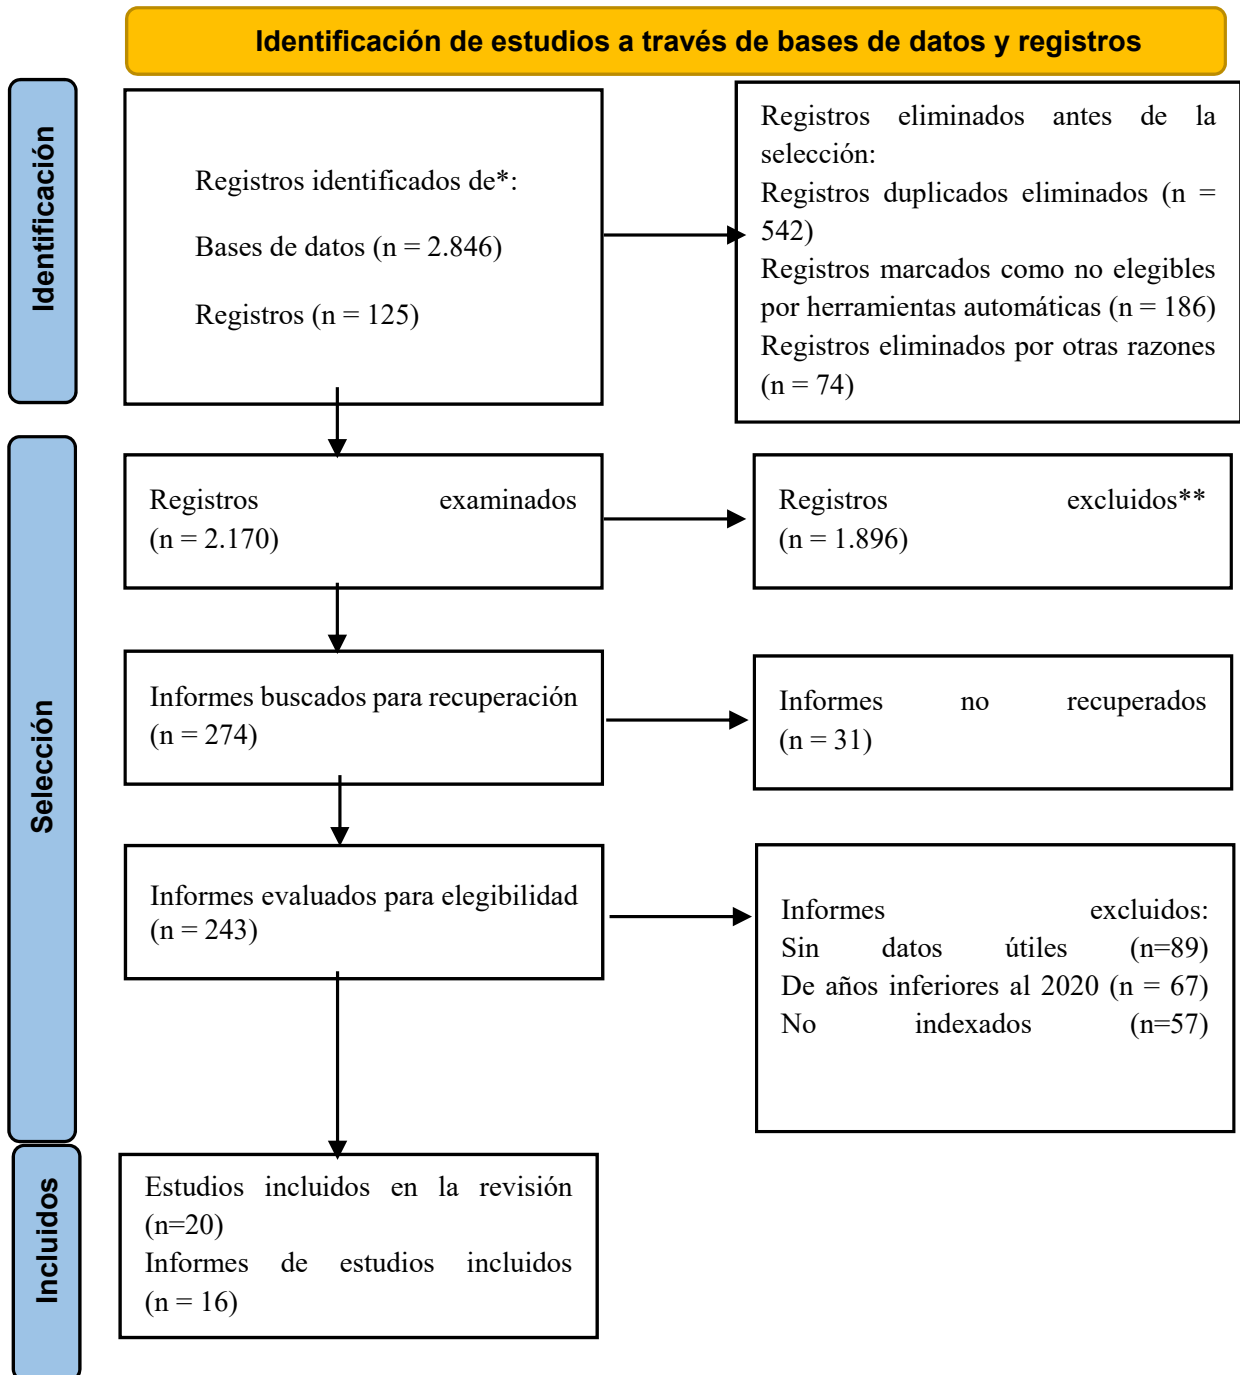 Identificación de estudios a través de bases de datos y registros
Identificación
Registros identificados de*:
Bases de datos (n = 2.846)
Registros (n = 125)
Registros eliminados antes de la
selección:
Registros duplicados eliminados (n =
542)
Registros marcados como no elegibles
por herramientas automáticas (n = 186)
Registros eliminados por otras razones
(n = 74)
Selección
Registros examinados
(n = 2.170)
Registros excluidos**
(n = 1.896)
Informes buscados para recuperación
(n = 274)
Informes no recuperados
(n = 31)
Informes evaluados para elegibilidad
(n = 243)
Informes excluidos:
Sin datos útiles (n=89)
De años inferiores al 2020 (n = 67)
No indexados (n=57)
Incluidos
Estudios incluidos en la revisión
(n=20)
Informes de estudios incluidos
(n = 16)